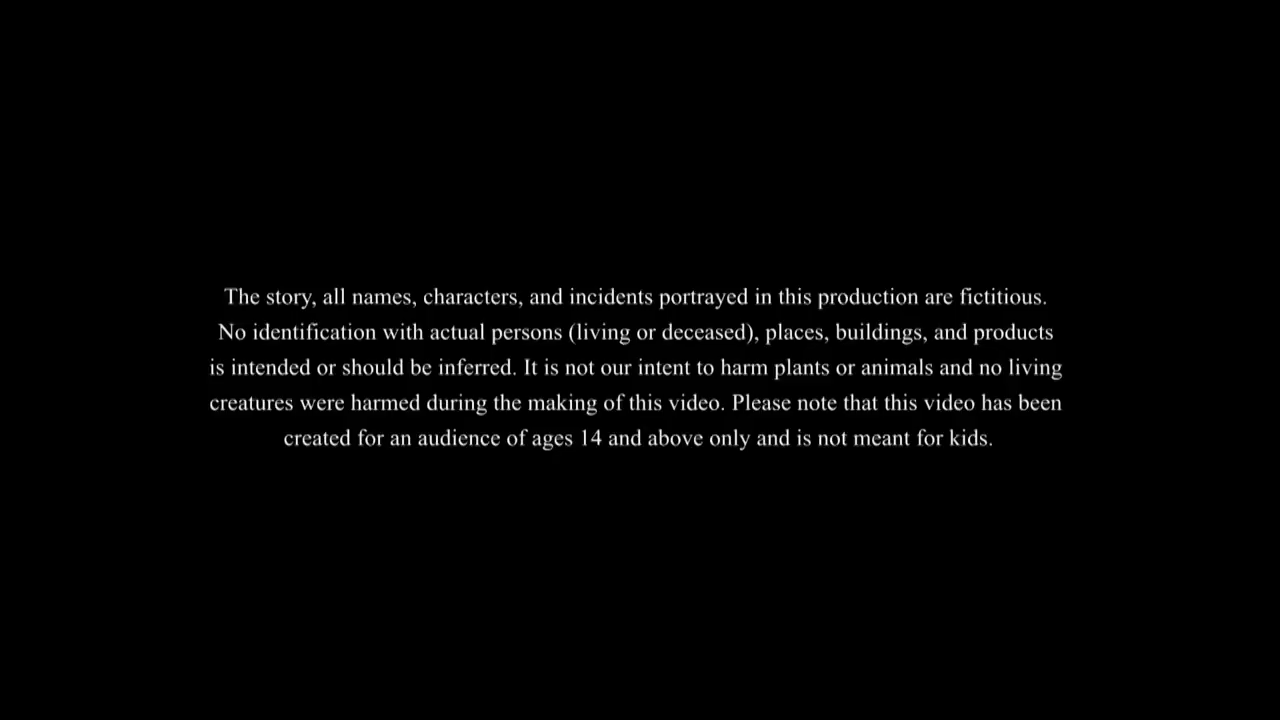 The story, all names, characters, and incidents portrayed in this production are fictitious.
No identification with actual persons (living or deceased), places, buildings, and products
is intended or should be inferred. It is not our intent to harm plants or animals and no living
creatures were harmed during the making of this video. Please note that this video has been
created for an audience of ages 14 and above only and is not meant for kids.